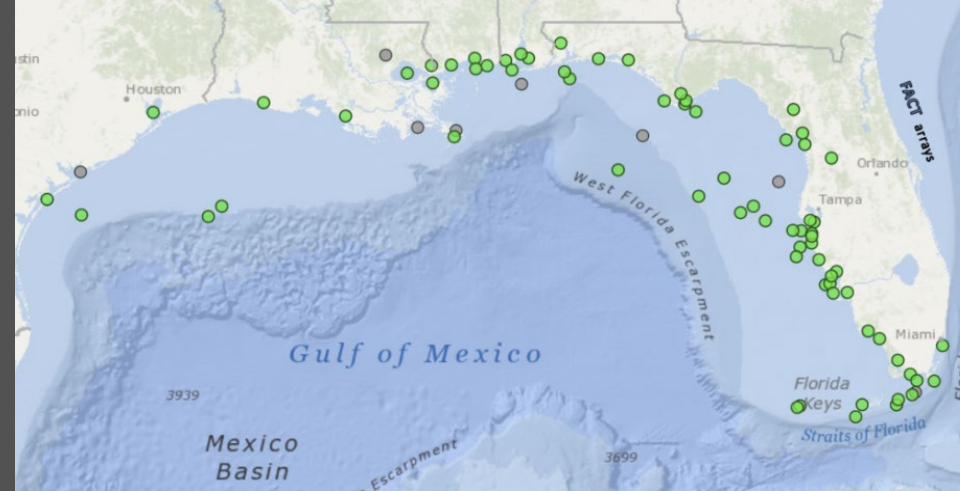 stin
Houston
onio
FACT arrays
Orlando
Tampa
West Florida Escarpment
Miami
Gulf of Mexico
3939
Florida
Keys
Straits of Florida
Mexico
Basin
Escarpment
3699